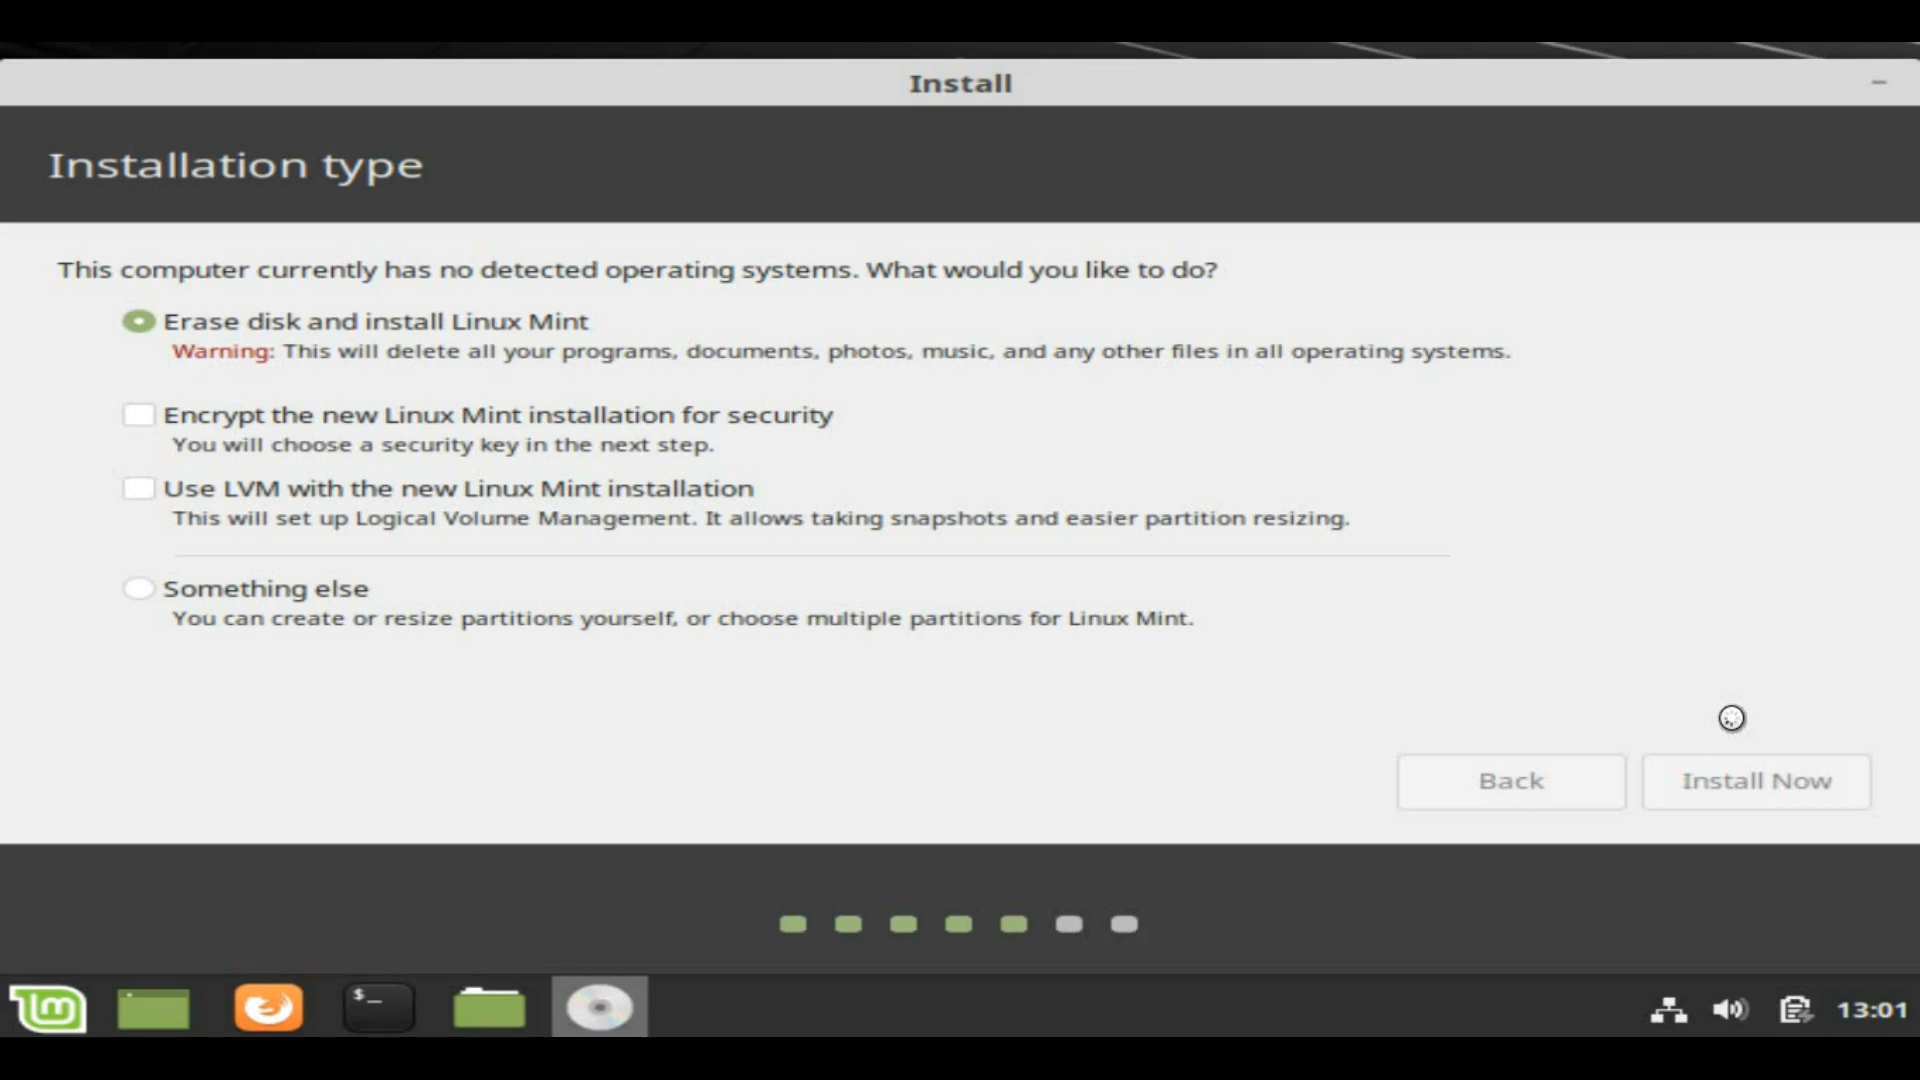 Install
Installation type
This computer currently has no detected operating systems. What would you like to do?
Erase disk and install Linux Mint
Warning: This will delete all your programs, documents, photos, music, and any other files in all operating systems.
Encrypt the new Linux Mint installation for security
You will choose a security key in the next step.
Use LVM with the new Linux Mint installation
This will set up Logical Volume Management. It allows taking snapshots and easier partition resizing.
Something else
You can create or resize partitions yourself, or choose multiple partitions for Linux Mint.
Back
Install Now
$_
13:01